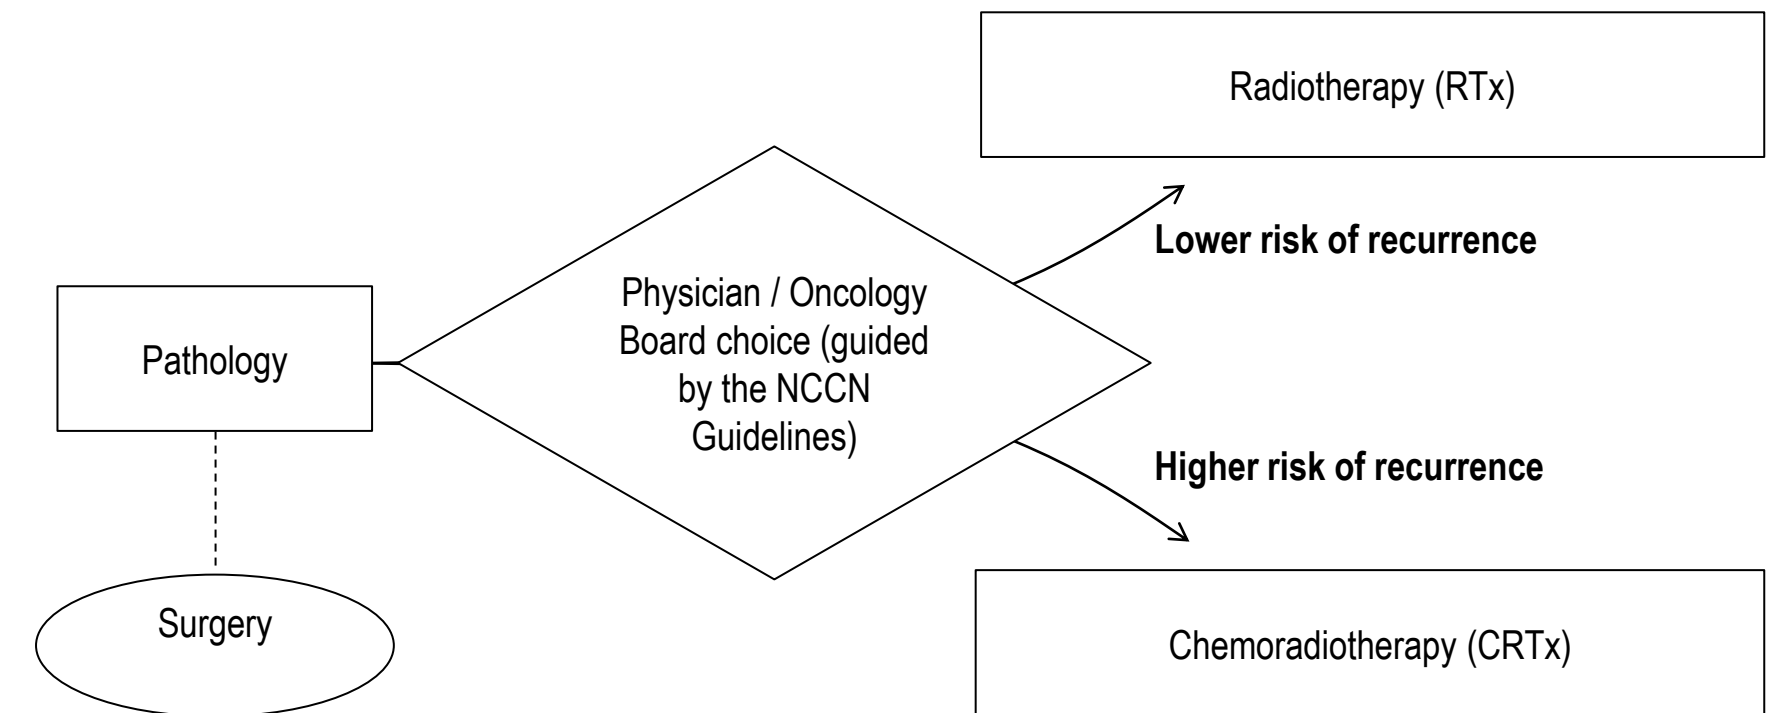 Radiotherapy (RTx)
Lower risk of recurrence
Physician / Oncology
Board choice (guided
by the NCCN
Guidelines)
Pathology
Higher risk of recurrence
Surgery
Chemoradiotherapy (CRTx)